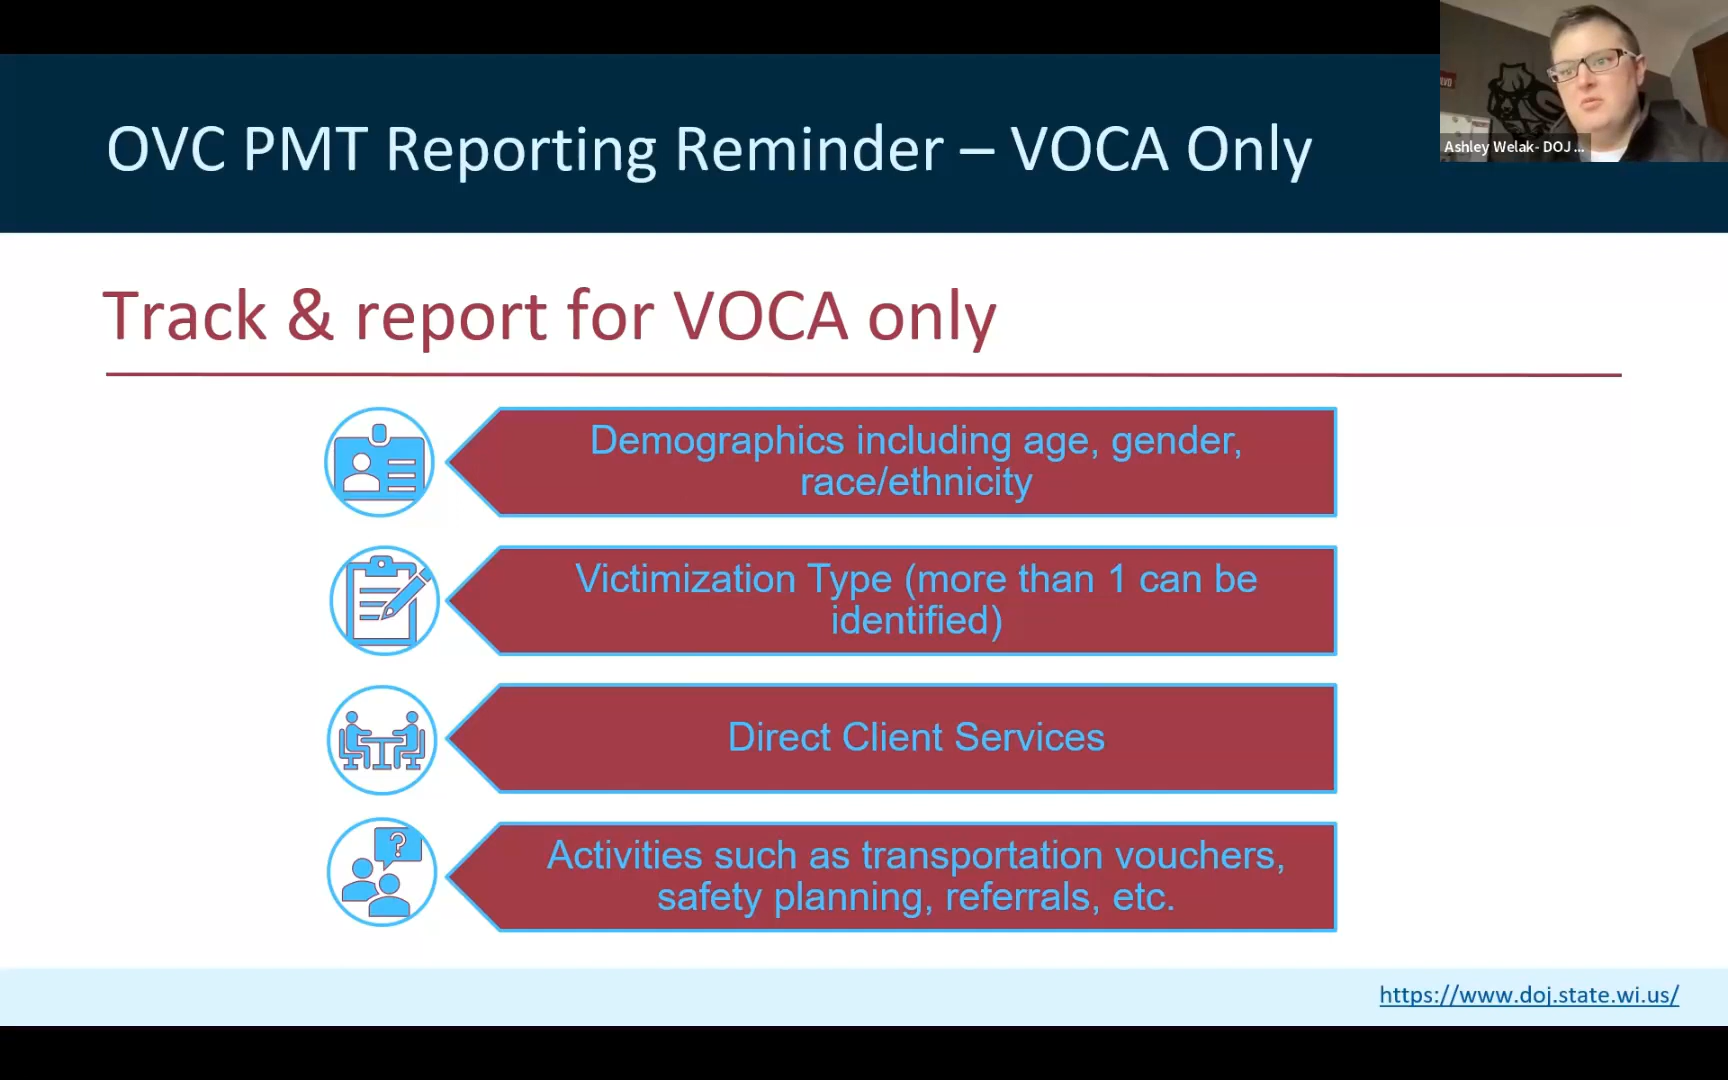 OVC PMT Reporting Reminder – VOCA Only
Ashley Welak- DOJ ...
Track & report for VOCA only
Demographics including age, gender,
race/ethnicity
Victimization Type (more than 1 can be
identified)
Direct Client Services
?
Activities such as transportation vouchers,
safety planning, referrals, etc.
https://www.doj.state.wi.us/